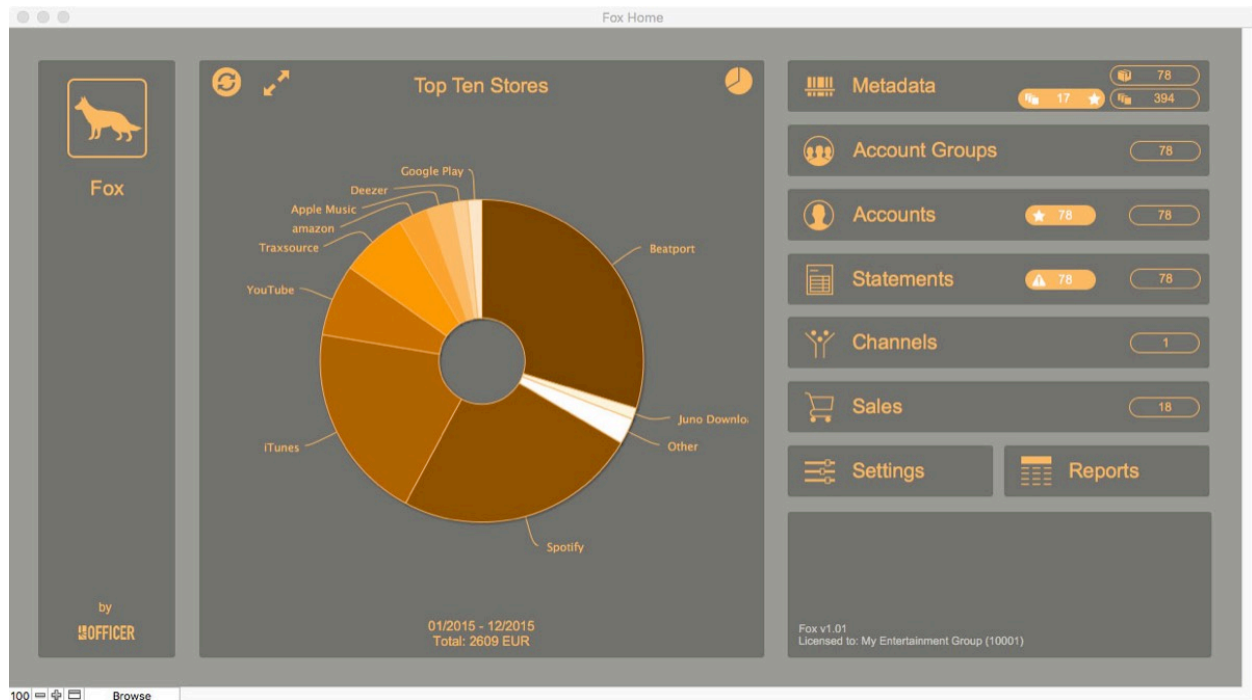 Fox Home
Fox
by
OFFICER
Top Ten Stores
Google Play
Deezer
Apple Music
amazon
Traxsource
YouTube
iTunes
Beatport
Juno Downlo
Other
Spotify
01/2015 - 12/2015
Total: 2609 EUR
Metadata
78
17
394
Account Groups
78
Accounts
78
78
Statements
78
78
Channels
1
Sales
18
Settings
Reports
Fox v1.01
Licensed to: My Entertainment Group (10001)
100
Browse